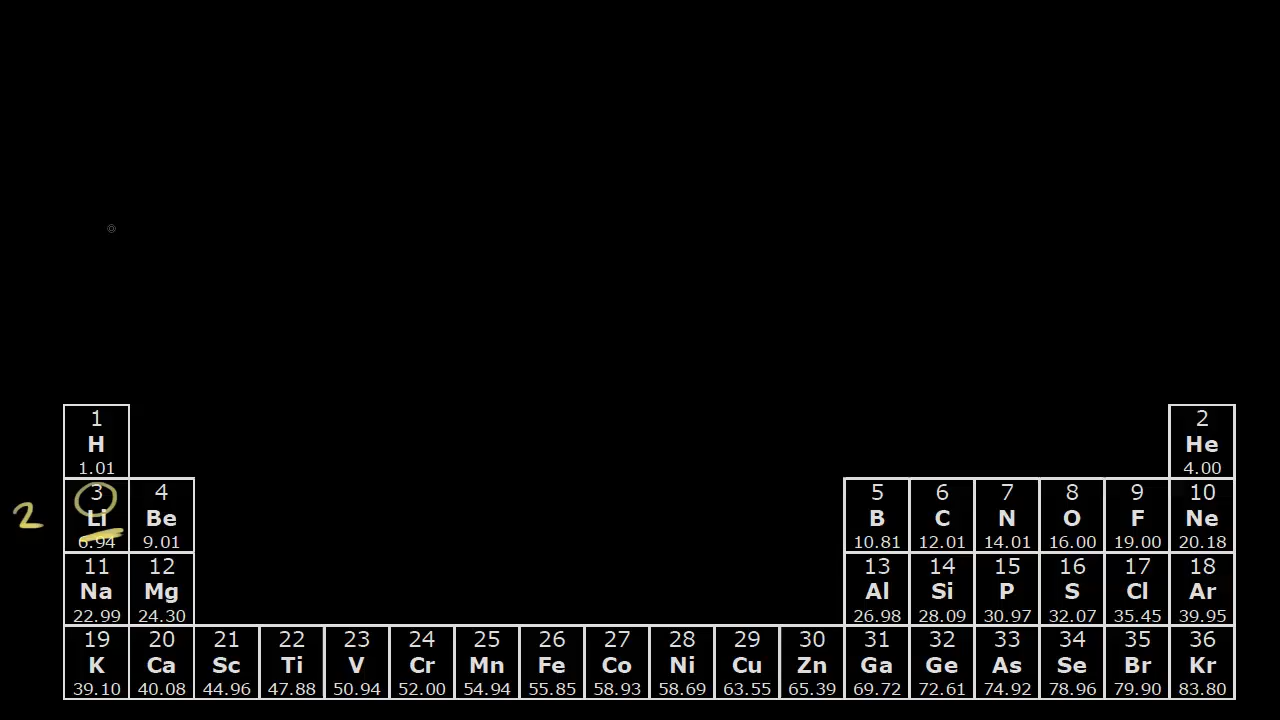 1 2
H He
1.01 4.00
3 4 5 6 7 8 9 10
2 Li Be B C N O F Ne
6.94 9.01 10.81 12.01 14.01 16.00 19.00 20.18
11 12 13 14 15 16 17 18
Na Mg Al Si P S Cl Ar
22.99 24.30 26.98 28.09 30.97 32.07 35.45 39.95
19 20 21 22 23 24 25 26 27 28 29 30 31 32 33 34 35 36
K Ca Sc Ti V Cr Mn Fe Co Ni Cu Zn Ga Ge As Se Br Kr
39.10 40.08 44.96 47.88 50.94 52.00 54.94 55.85 58.93 58.69 63.55 65.39 69.72 72.61 74.92 78.96 79.90 83.80